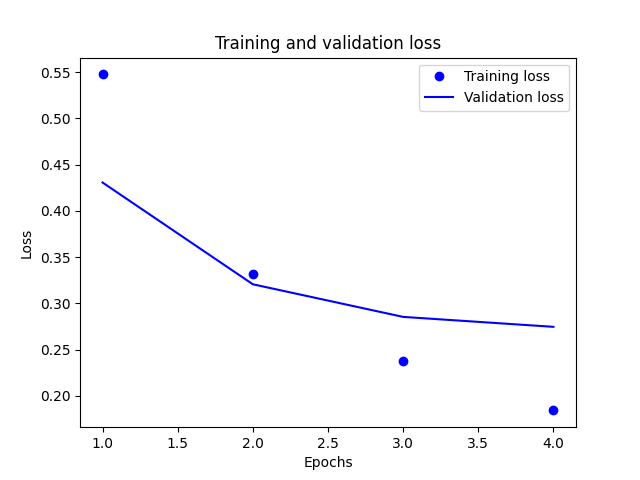 Training and validation loss
Training loss
Validation loss
0.55
0.50
0.45
0.40
0.35
0.30
0.25
0.20
Loss
1.0 1.5 2.0 2.5 3.0 3.5 4.0
Epochs